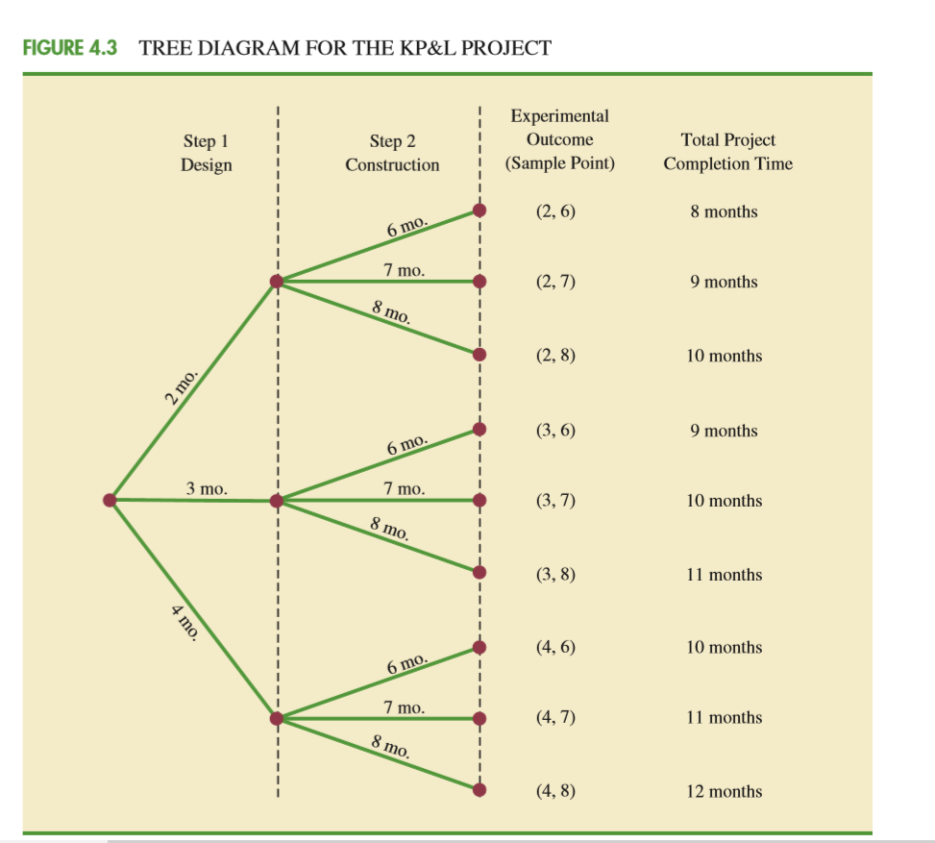 FIGURE 4.3 TREE DIAGRAM FOR THE KP&L PROJECT
Step 1
Design
Step 2
Construction
Experimental
Outcome
(Sample Point)
Total Project
Completion Time
6 mo.
(2, 6)
8 months
7 mo.
(2, 7)
9 months
8 mo.
(2, 8)
10 months
2 mo.
6 mo.
(3, 6)
9 months
3 mo.
7 mo.
(3, 7)
10 months
8 mo.
(3, 8)
11 months
4 mo.
6 mo.
(4, 6)
10 months
7 mo.
(4, 7)
11 months
8 mo.
(4, 8)
12 months